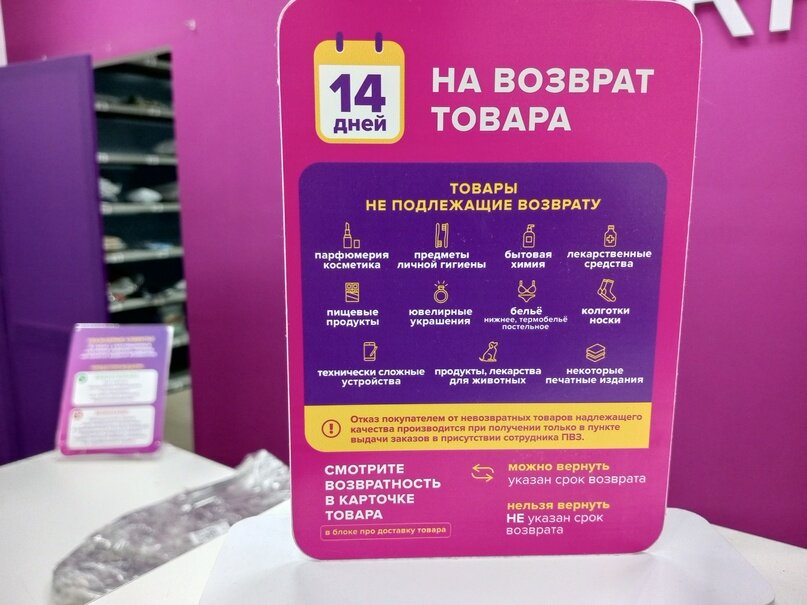 14
дней
НА ВОЗВРАТ
ТОВАРА
ТОВАРЫ
НЕ ПОДЛЕЖАЩИЕ ВОЗВРАТУ
парфюмерия
косметика
предметы
личной гигиены
бытовая
химия
лекарственные
средства
пищевые
продукты
ювелирные
украшения
бельё
нижнее, термобельё
постельное
колготки
носки
технически сложные
устройства
продукты, лекарства
для животных
некоторые
печатные издания
Отказ покупателем от невозвратных товаров надлежащего
качества производится при получении только в пункте
выдачи заказов в присутствии сотрудника ПВЗ.
СМОТРИТЕ
ВОЗВРАТНОСТЬ
В КАРТОЧКЕ
ТОВАРА
в блоке про доставку товара
можно вернуть
указан срок возврата
нельзя вернуть
НЕ указан срок
возврата